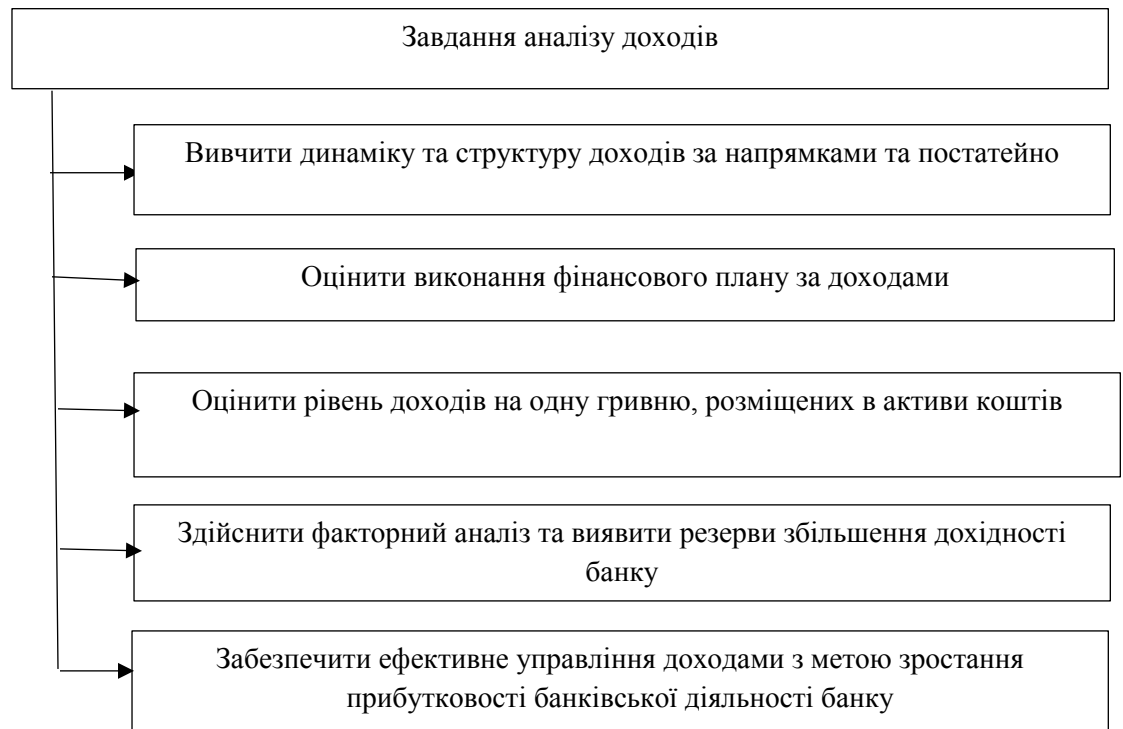 Завдання аналізу доходів
Вивчити динаміку та структуру доходів за напрямками та постатейно
Оцінити виконання фінансового плану за доходами
Оцінити рівень доходів на одну гривню, розміщених в активи коштів
Здійснити факторний аналіз та виявити резерви збільшення дохідності
банку
Забезпечити ефективне управління доходами з метою зростання
прибутковості банківської діяльності банку